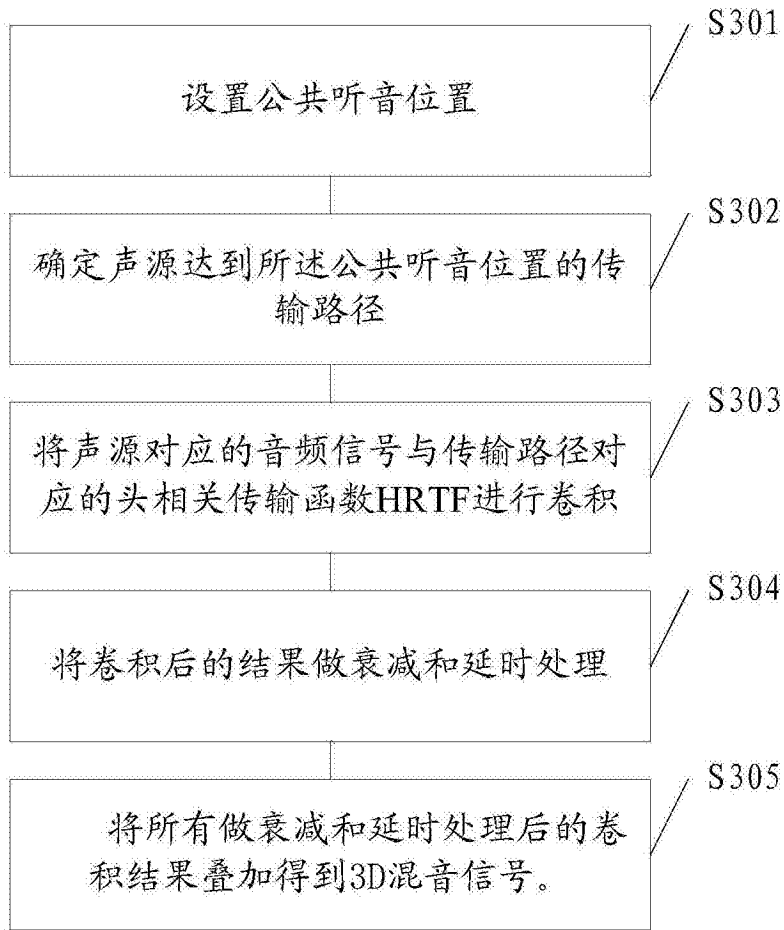 S301
设置公共听音位置
S302
确定声源达到所述公共听音位置的传
输路径
S303
将声源对应的音频信号与传输路径对
应的头相关传输函数HRTF进行卷积
S304
将卷积后的结果做衰减和延时处理
S305
将所有做衰减和延时处理后的卷
积结果叠加得到3D混音信号。